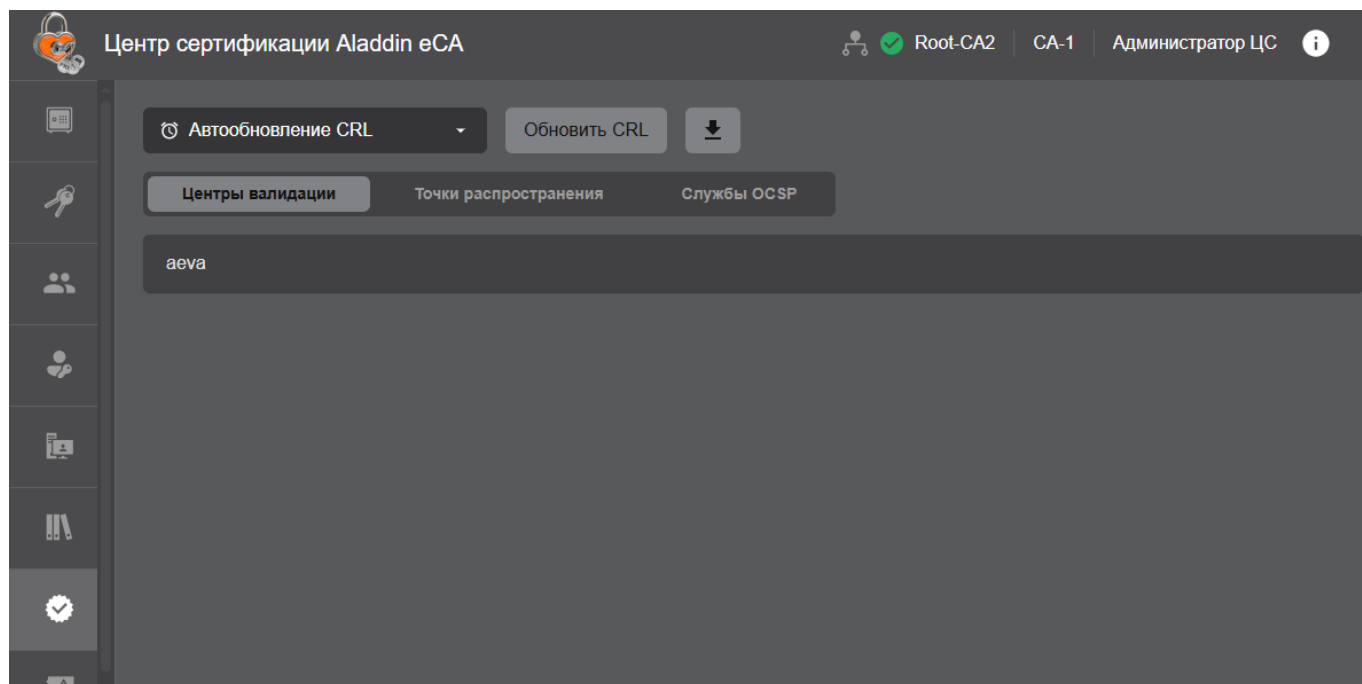 Центр сертификации Aladdin eCA
Root-CA2
CA-1
Администратор ЦС
Автообновление CRL
Обновить CRL
Центры валидации
Точки распространения
Службы OCSP
aeva